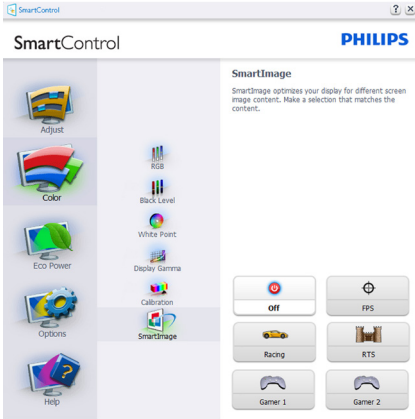 SmartControl
SmartControl
PHILIPS
Adjust
Color
Eco Power
Options
Help
RGB
Black Level
White Point
Display Gamma
Calibration
SmartImage
SmartImage
SmartImage optimizes your display for different screen
image content. Make a selection that matches the
content.
Off
FPS
Racing
RTS
Gamer 1
Gamer 2